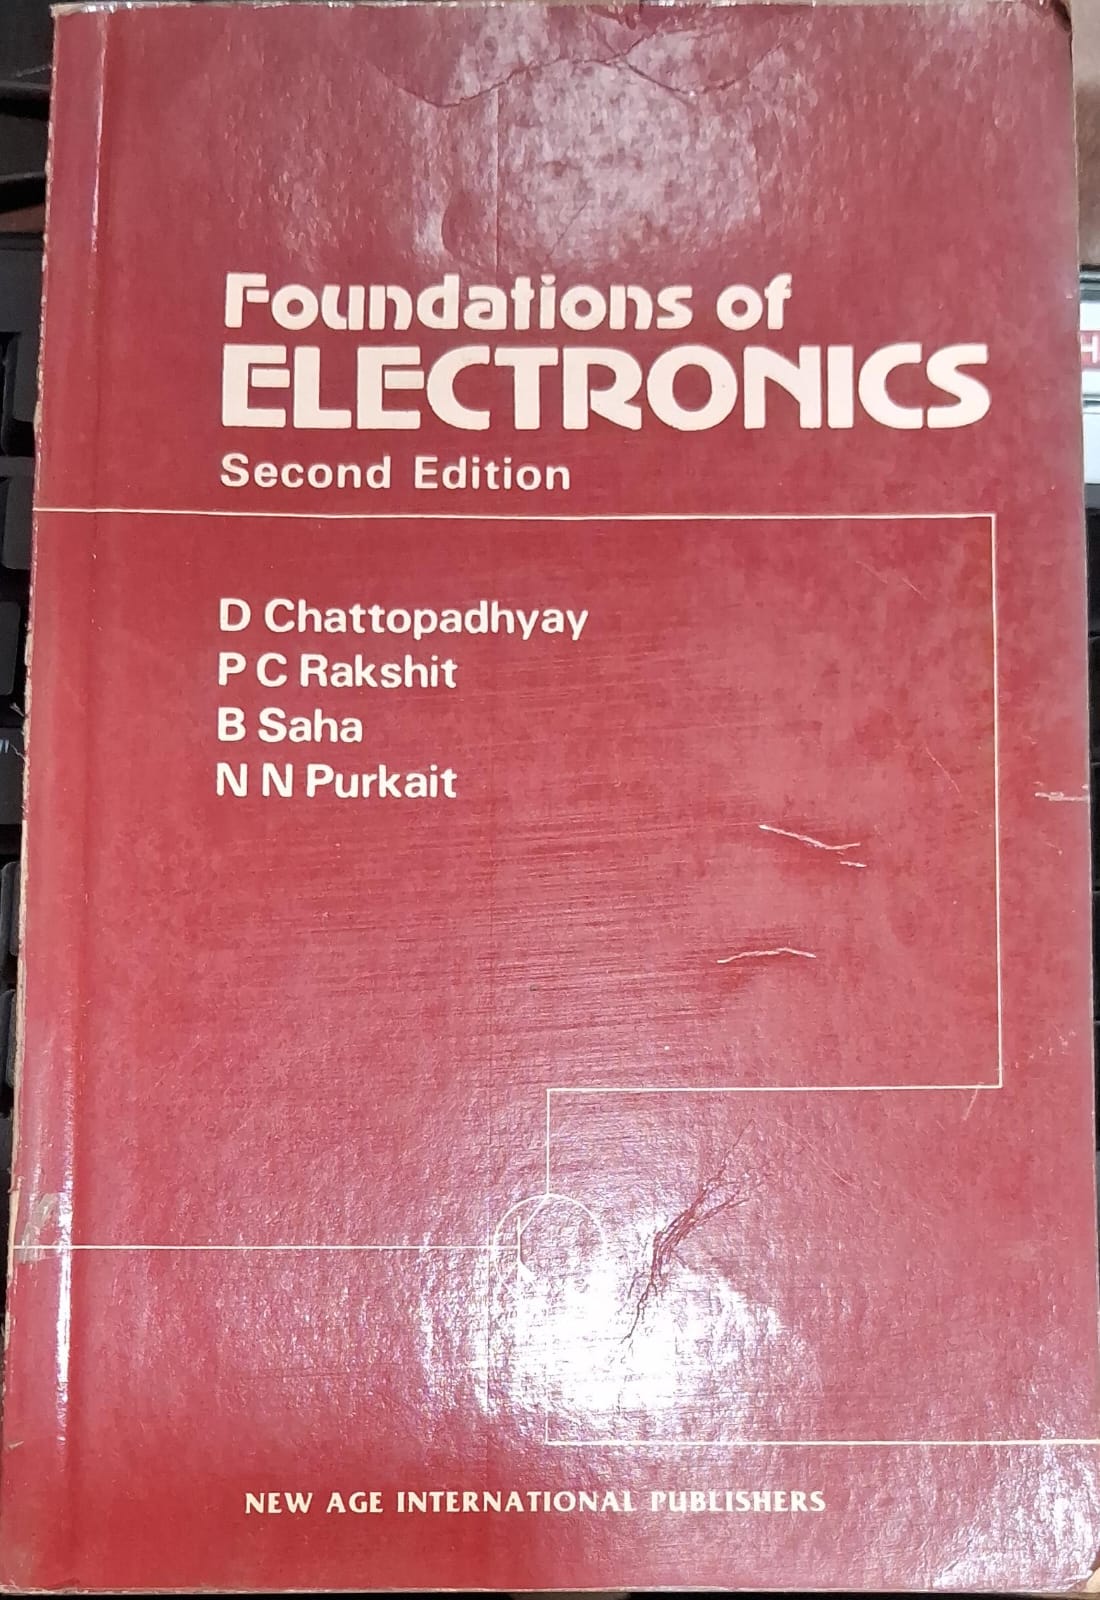 Foundations of
ELECTRONICS
Second Edition
D Chattopadhyay
P C Rakshit
B Saha
N N Purkait
NEW AGE INTERNATIONAL PUBLISHERS